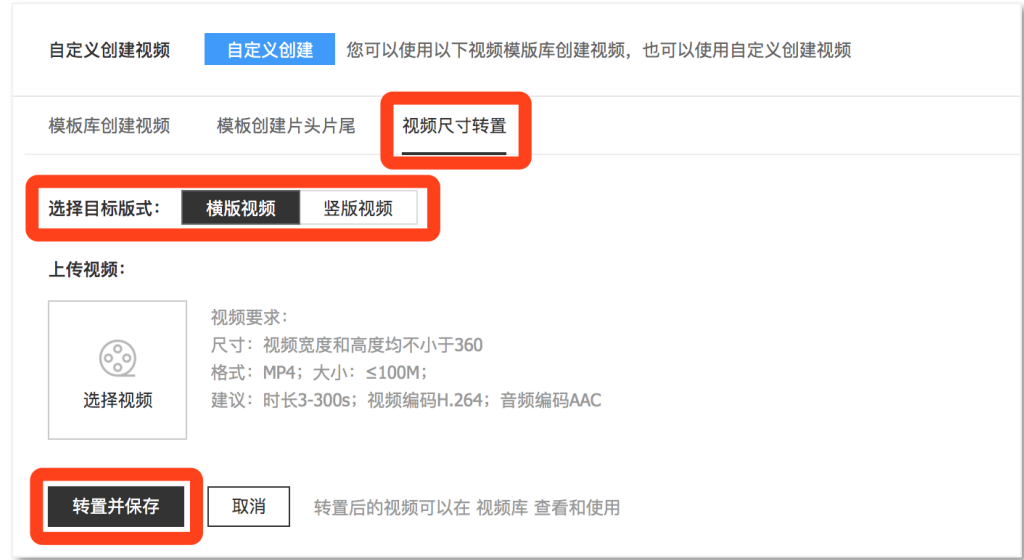 自定义创建视频 自定义创建 您可以使用以下视频模版库创建视频，也可以使用自定义创建视频
模板库创建视频 模板创建片头片尾 视频尺寸转置
选择目标版式： 横版视频 竖版视频
上传视频：
视频要求：
尺寸：视频宽度和高度均不小于360
格式：MP4；大小：≤100M；
选择视频 建议：时长3-300s；视频编码H.264；音频编码AAC
转置并保存 取消 转置后的视频可以在 视频库 查看和使用